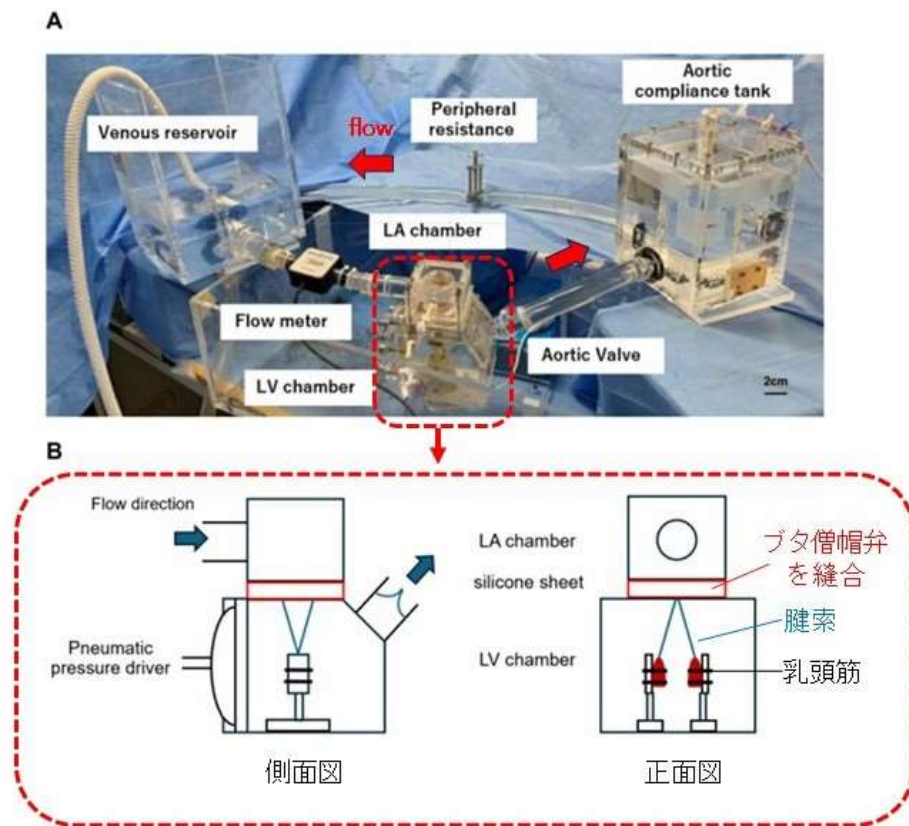 A
Aortic
compliance tank
Venous reservoir
flow
Peripheral
resistance
LA chamber
Flow meter
Aortic Valve
LV chamber
2cm
B
Flow direction
LA chamber
ブタ僧帽弁
を縫合
silicone sheet
腱索
Pneumatic
pressure driver
LV chamber
乳頭筋
側面図
正面図